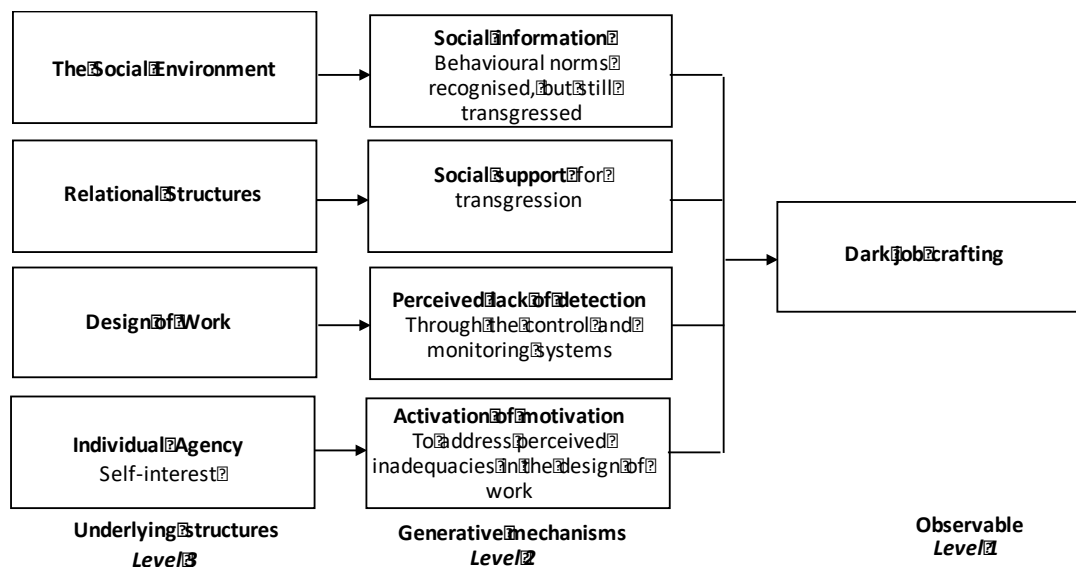 The Social Environment
Social information
Behavioural norms
recognised, but still
transgressed
Relational Structures
Social support for
transgression
Dark job crafting
Design of Work
Perceived lack of detection
Through the control and
monitoring systems
Individual Agency
Self-interest
Activation of motivation
To address perceived
inadequacies in the design of
work
Underlying structures
Level 3
Generative mechanisms
Level 2
Observable
Level 1